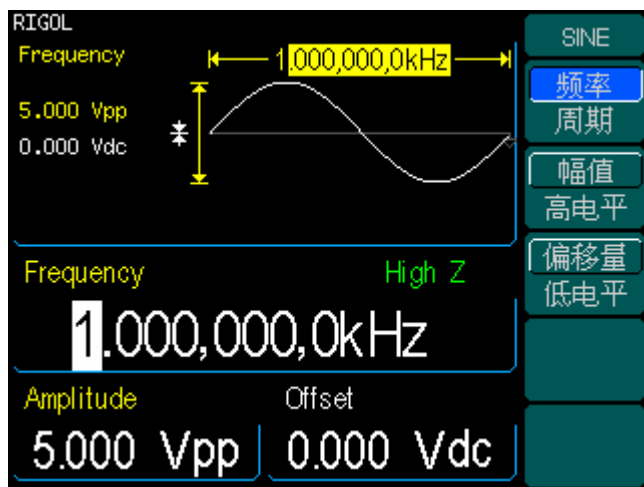 RIGOL
Frequency
1.000,000,0kHz
5.000 Vpp
0.000 Vdc
Frequency High Z
1.000,000,0kHz
Amplitude Offset
5.000 Vpp 0.000 Vdc
SINE
频率
周期
幅值
高电平
偏移量
低电平